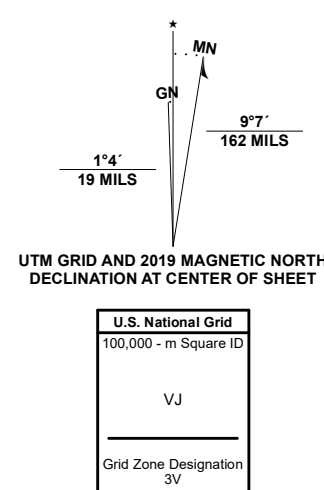 ★
MN
GN
9°7´
162 MILS
1°4´
19 MILS
UTM GRID AND 2019 MAGNETIC NORTH
DECLINATION AT CENTER OF SHEET
U.S. National Grid
100,000 - m Square ID
VJ
Grid Zone Designation
3V